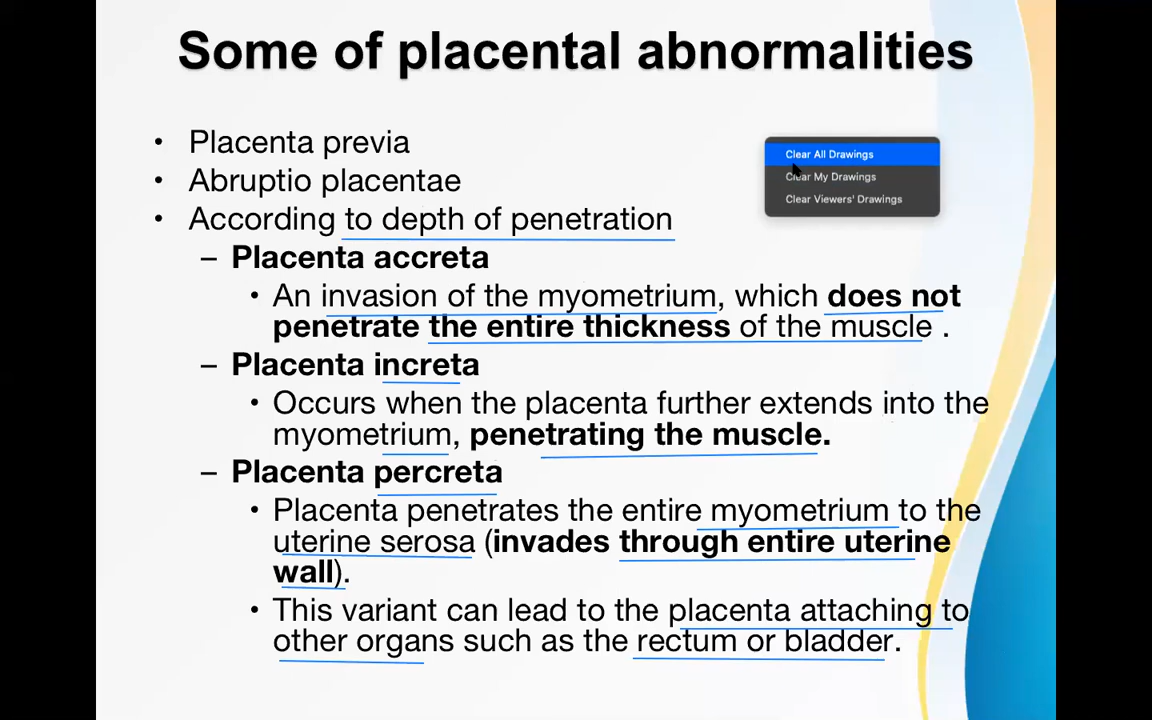 Some of placental abnormalities
• Placenta previa
• Abruptio placentae
• According to depth of penetration
– Placenta accreta
• An invasion of the myometrium, which does not
penetrate the entire thickness of the muscle .
– Placenta increta
• Occurs when the placenta further extends into the
myometrium, penetrating the muscle.
– Placenta percreta
• Placenta penetrates the entire myometrium to the
uterine serosa (invades through entire uterine
wall).
• This variant can lead to the placenta attaching to
other organs such as the rectum or bladder.
Clear All Drawings
Clear My Drawings
Clear Viewers' Drawings